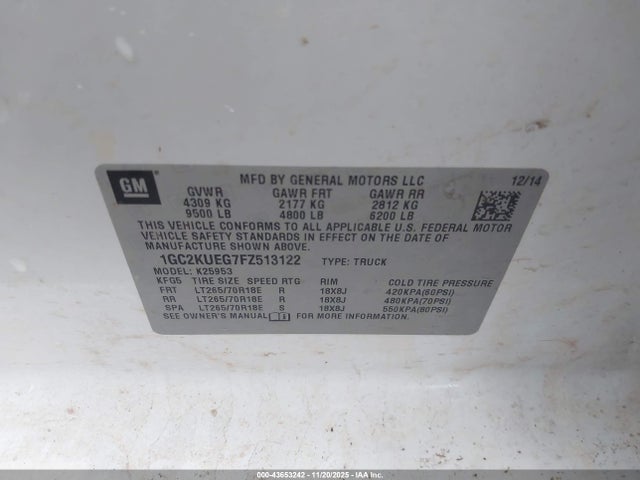 GM
MFD BY GENERAL MOTORS LLC 12/14
GVWR GAWR FRT GAWR RR
4309 KG 2177 KG 2812 KG
9500 LB 4800 LB 6200 LB
THIS VEHICLE CONFORMS TO ALL APPLICABLE U.S. FEDERAL MOTOR
VEHICLE SAFETY STANDARDS IN EFFECT ON THE DATE OF
MANUFACTURE SHOWN ABOVE.
1GC2KUEG7FZ513122 TYPE: TRUCK
MODEL: K25953
KFG5 TIRE SIZE SPEED RTG RIM COLD TIRE PRESSURE
FRT LT265/70R18E R 18X8J 420KPA(60PSI)
RR LT265/70R18E R 18X8J 480KPA(70PSI)
SPA LT265/70R18E S 18X8J 550KPA(80PSI)
SEE OWNER'S MANUAL FOR MORE INFORMATION
000-43653242 - 11/20/2025 - IAA Holdings, LLC